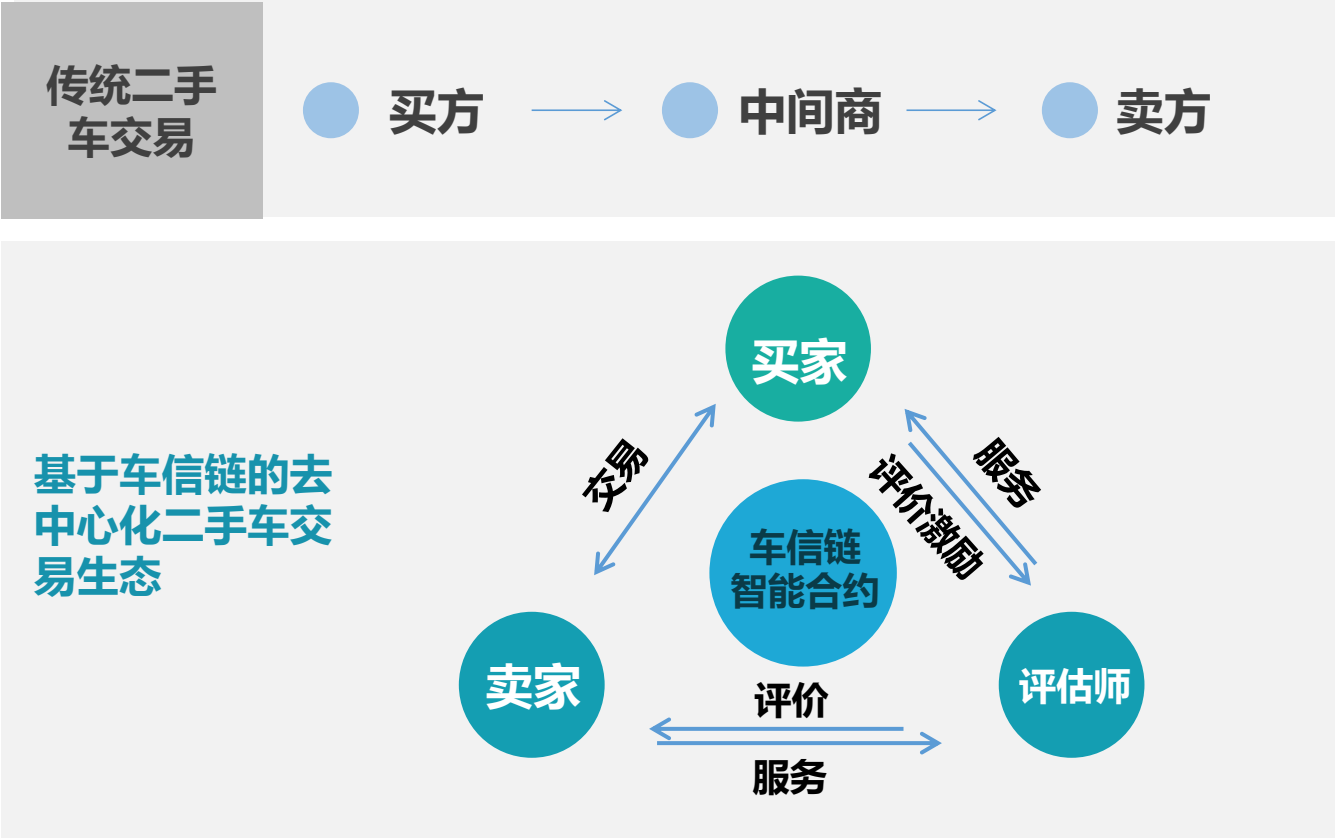 传统二手
车交易
买方
中间商
卖方
基于车信链的去
中心化二手车交
易生态
买家
交易
服务
评价激励
车信链
智能合约
卖家
评估师
评价
服务